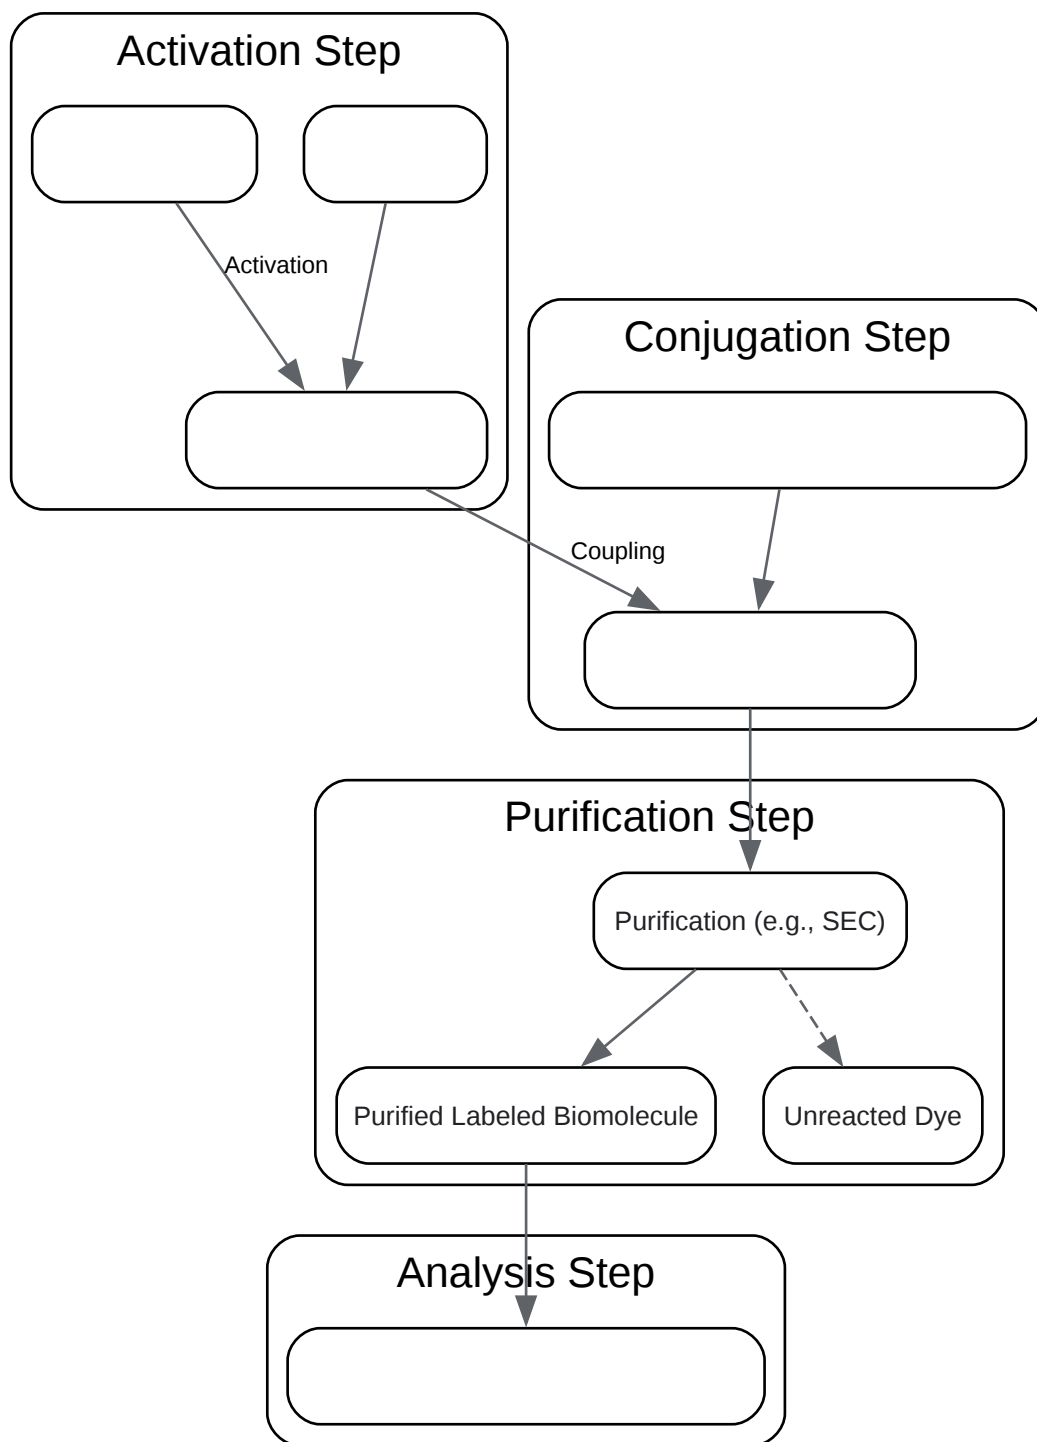 Activation Step
Activation
Conjugation Step
Coupling
Purification Step
Purification (e.g., SEC)
Purified Labeled Biomolecule
Unreacted Dye
Analysis Step